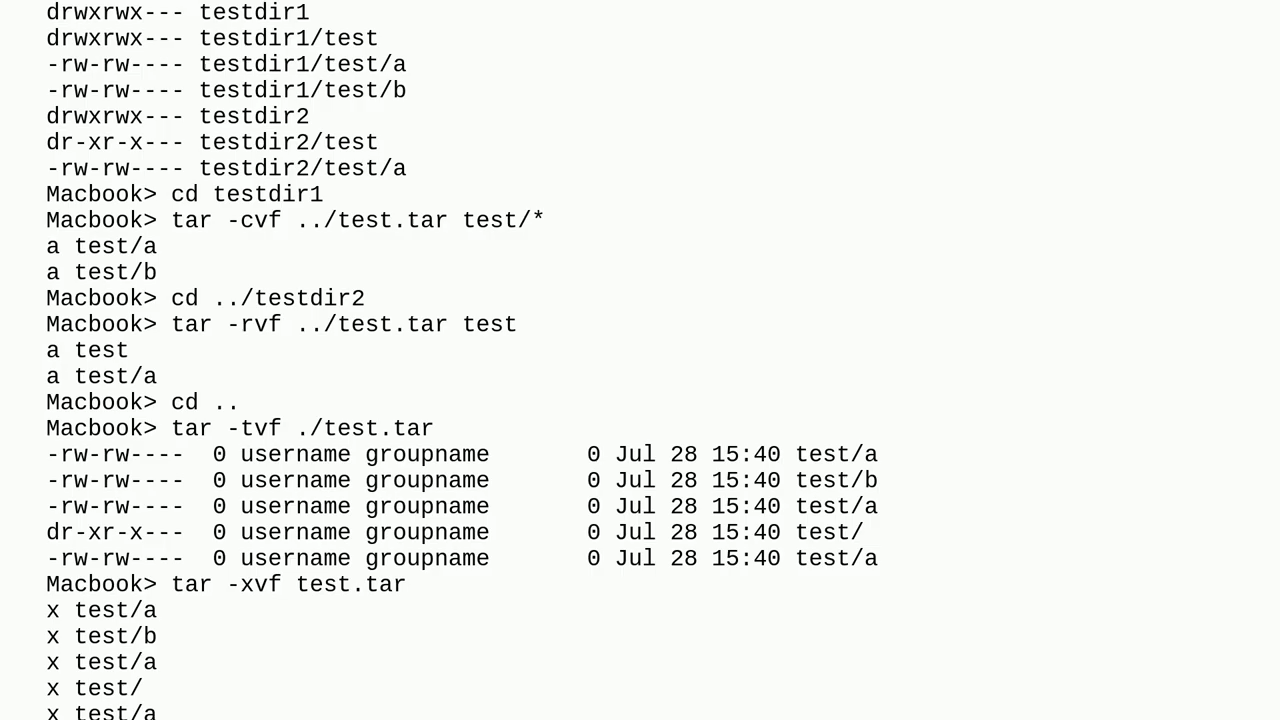 drwxrwx--- testdir1
drwxrwx--- testdir1/test
-rw-rw---- testdir1/test/a
-rw-rw---- testdir1/test/b
drwxrwx--- testdir2
dr-xr-x--- testdir2/test
-rw-rw---- testdir2/test/a
Macbook> cd testdir1
Macbook> tar -cvf ../test.tar test/*
a test/a
a test/b
Macbook> cd ../testdir2
Macbook> tar -rvf ../test.tar test
a test
a test/a
Macbook> cd ..
Macbook> tar -tvf ./test.tar
-rw-rw----  0 username groupname       0 Jul 28 15:40 test/a
-rw-rw----  0 username groupname       0 Jul 28 15:40 test/b
-rw-rw----  0 username groupname       0 Jul 28 15:40 test/a
dr-xr-x---  0 username groupname       0 Jul 28 15:40 test/
-rw-rw----  0 username groupname       0 Jul 28 15:40 test/a
Macbook> tar -xvf test.tar
x test/a
x test/b
x test/a
x test/
x test/a